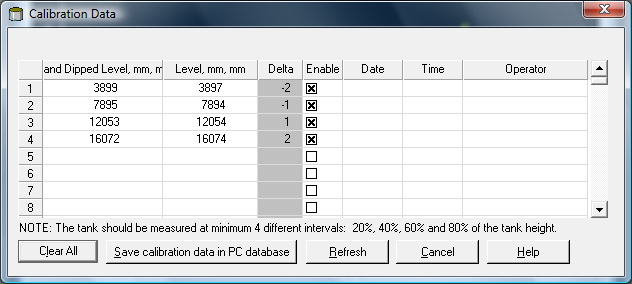 Calibration Data
and Dipped Level, mm, m Level, mm, mm Delta Enable Date Time Operator
1 3899 3897 -2
2 7895 7894 -1
3 12053 12054 1
4 16072 16074 2
5
6
7
8
NOTE: The tank should be measured at minimum 4 different intervals: 20%, 40%, 60% and 80% of the tank height.
Clear All Save calibration data in PC database Refresh Cancel Help